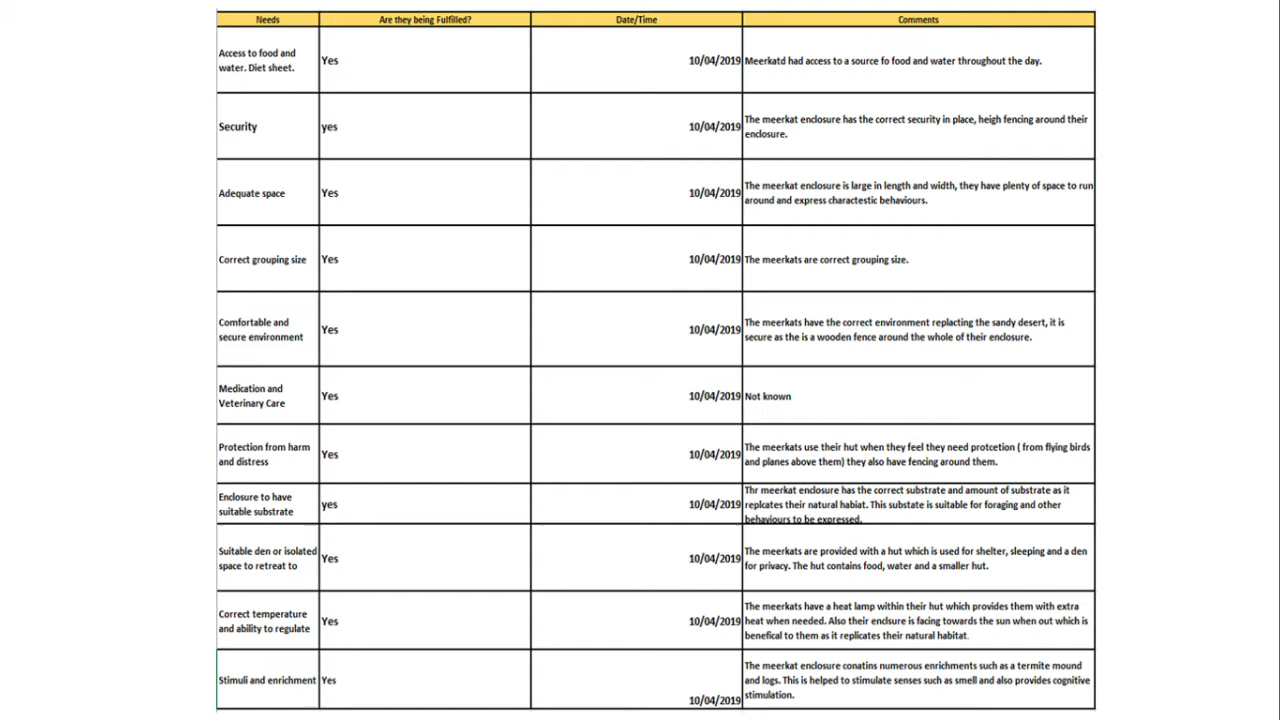 Needs Are they being Fulfilled? Date/Time Comments
Access to food and
water. Diet sheet.
Yes
10/04/2019
Meerkatd had access to a source fo food and water throughout the day.
Security
yes
10/04/2019
The meerkat enclosure has the correct security in place, heigh fencing around their
enclosure.
Adequate space
Yes
10/04/2019
The meerkat enclosure is large in length and width, they have plenty of space to run
around and express charactestic behaviours.
Correct grouping size
Yes
10/04/2019
The meerkats are correct grouping size.
Comfortable and
secure environment
Yes
10/04/2019
The meerkats have the correct environment replacting the sandy desert, it is
secure as the is a wooden fence around the whole of their enclosure.
Medication and
Veterinary Care
Yes
10/04/2019
Not known
Protection from harm
and distress
Yes
10/04/2019
The meerkats use their hut when they feel they need protcetion ( from flying birds
and planes above them) they also have fencing around them.
Enclosure to have
suitable substrate
yes
10/04/2019
Thr meerkat enclosure has the correct substrate and amount of substrate as it
replcates their natural habiat. This substate is suitable for foraging and other
behaviours to be expressed.
Suitable den or isolated
space to retreat to
Yes
10/04/2019
The meerkats are provided with a hut which is used for shelter, sleeping and a den
for privacy. The hut contains food, water and a smaller hut.
Correct temperature
and ability to regulate
Yes
10/04/2019
The meerkats have a heat lamp within their hut which provides them with extra
heat when needed. Also their enclsure is facing towards the sun when out which is
benefical to them as it replicates their natural habitat.
Stimuli and enrichment
Yes
10/04/2019
The meerkat enclosure conatins numerous enrichments such as a termite mound
and logs. This is helped to stimulate senses such as smell and also provides cognitive
stimulation.